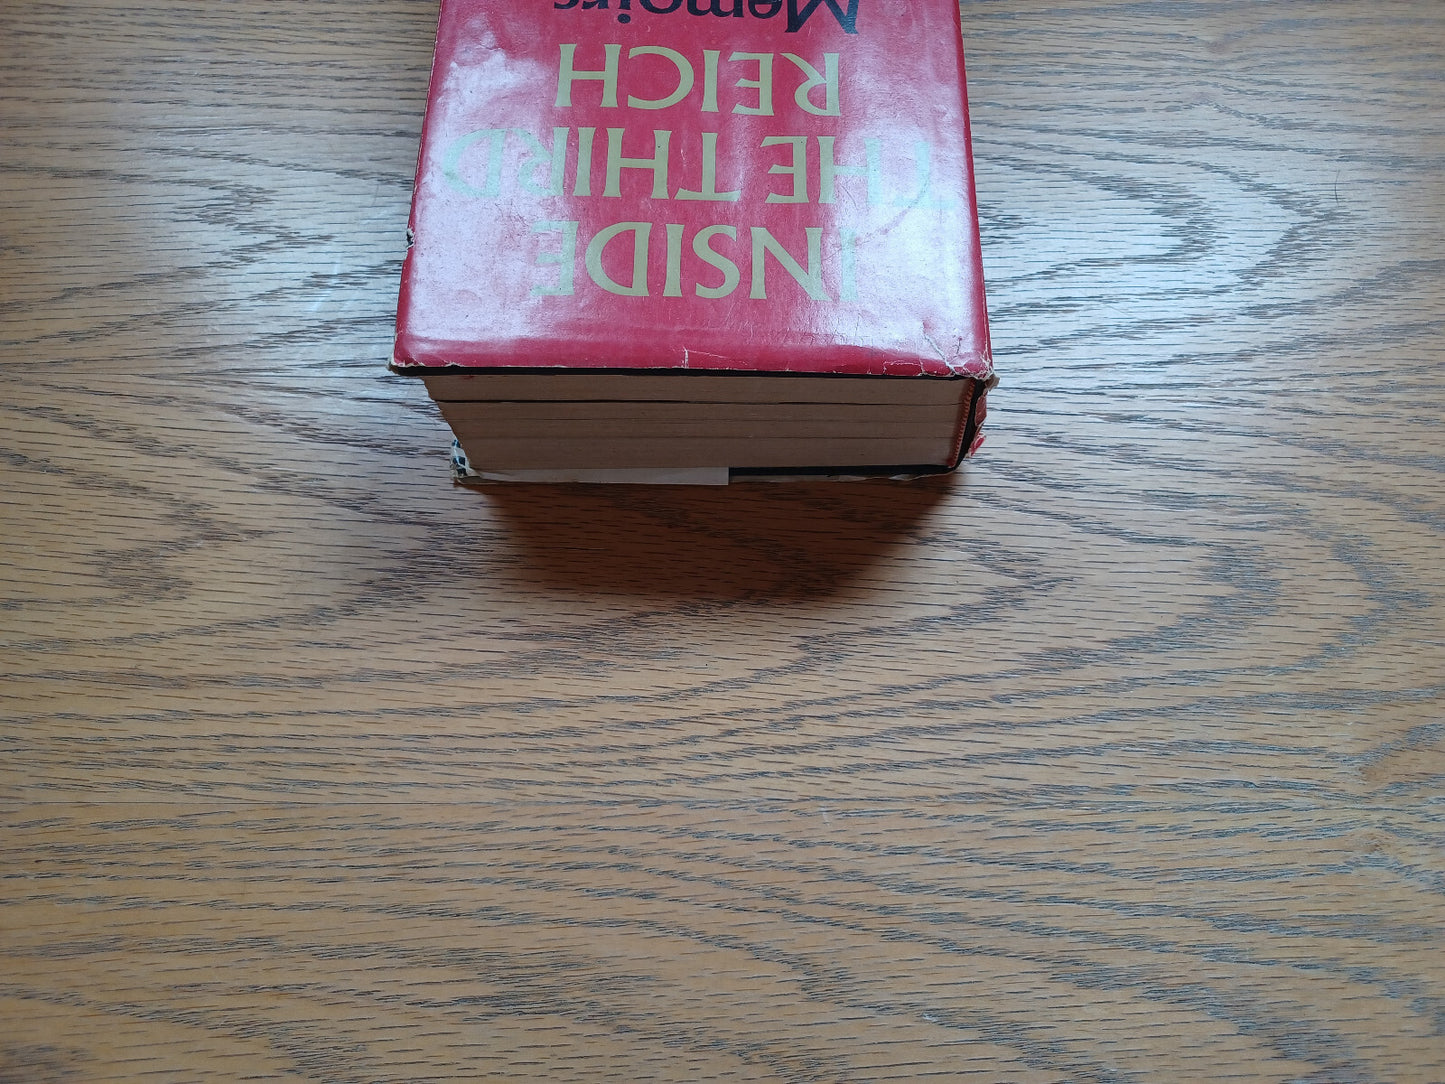 INSIDE
THE THIRD
REICH
Memoirs